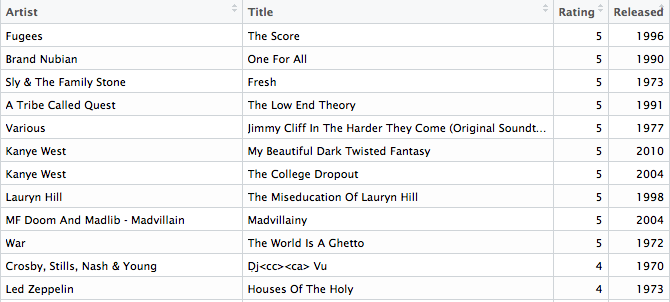 Artist Title Rating Released
Fugees The Score 5 1996
Brand Nubian One For All 5 1990
Sly & The Family Stone Fresh 5 1973
A Tribe Called Quest The Low End Theory 5 1991
Various Jimmy Cliff In The Harder They Come (Original Soundt... 5 1977
Kanye West My Beautiful Dark Twisted Fantasy 5 2010
Kanye West The College Dropout 5 2004
Lauryn Hill The Miseducation Of Lauryn Hill 5 1998
MF Doom And Madlib - Madvillain Madvillainy 5 2004
War The World Is A Ghetto 5 1972
Crosby, Stills, Nash & Young Dj<cc><ca> Vu 4 1970
Led Zeppelin Houses Of The Holy 4 1973